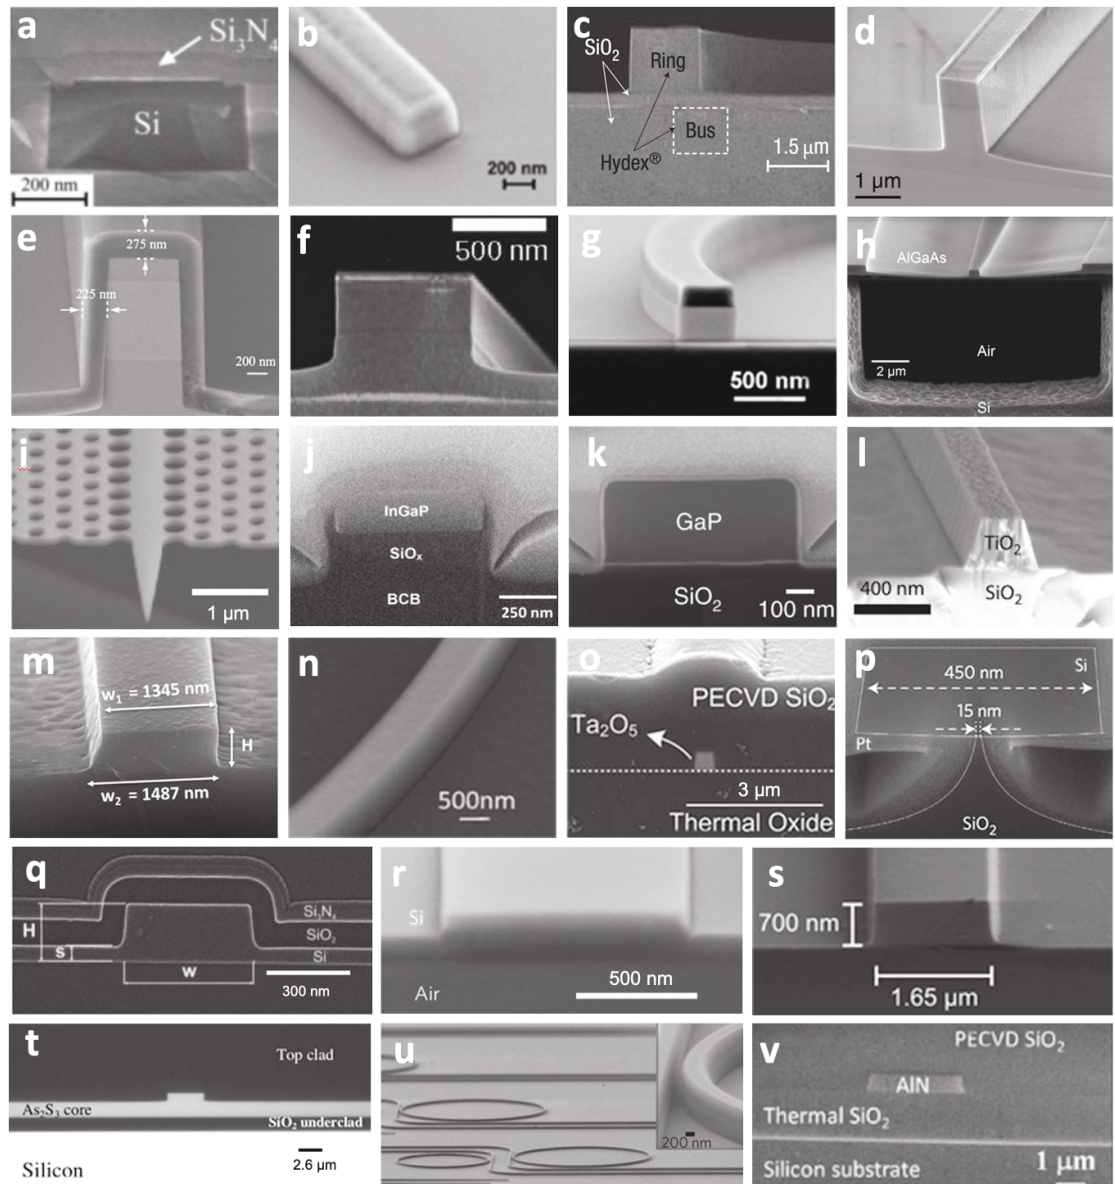 a
Si₃N₄
Si
200 nm
b
200 nm
c
SiO₂
Ring
Bus
Hydex®
1.5 µm
d
1 µm
e
275 nm
225 nm
200 nm
f
500 nm
g
500 nm
h
AlGaAs
Air
2 µm
Si
i
1 µm
j
InGaP
SiOₓ
BCB
250 nm
k
GaP
SiO₂
100 nm
l
TiO₂
400 nm
SiO₂
m
w₁ = 1345 nm
H
w₂ = 1487 nm
n
500nm
o
PECVD SiO₂
Ta₂O₅
3 µm
Thermal Oxide
p
Si
450 nm
15 nm
Pt
SiO₂
q
Si₃N₄
H
SiO₂
S
Si
W
300 nm
r
Si
500 nm
Air
s
700 nm
1.65 µm
t
Top clad
As₂S₃ core
SiO₂ underclad
2.6 µm
Silicon
u
200 nm
v
PECVD SiO₂
AlN
Thermal SiO₂
1 µm
Silicon substrate